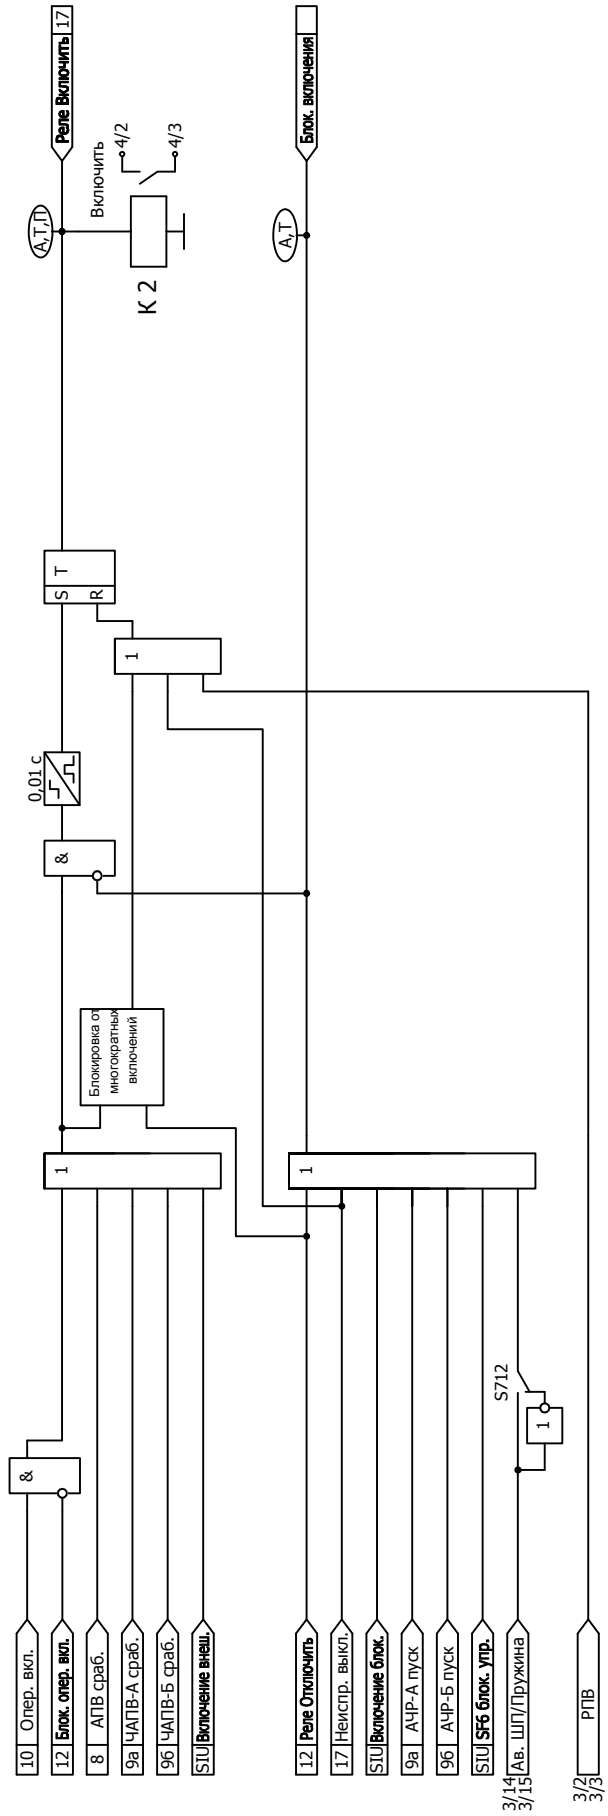 10 Опер. вкл.
12 Блок. опер. вкл.
8 АПВ сраб.
9а ЧАПВ-А сраб.
9б ЧАПВ-Б сраб.
SIU Включение внеш.
12 Реле Отключить
17 Неиспр. выкл.
SIU Включение блок.
9а АЧР-А пуск
9б АЧР-Б пуск
SIU SF6 блок. упр.
3/14
3/15
Ав. ШП/Пружина
3/2
3/3
РПВ
&
1
S712
1
1
Блокировка от
многократных
включений
&
0,01 с
1
S T
R
К 2
Включить
4/2
4/3
А,Т,П
А,Т
Реле Включить 17
Блок. включения